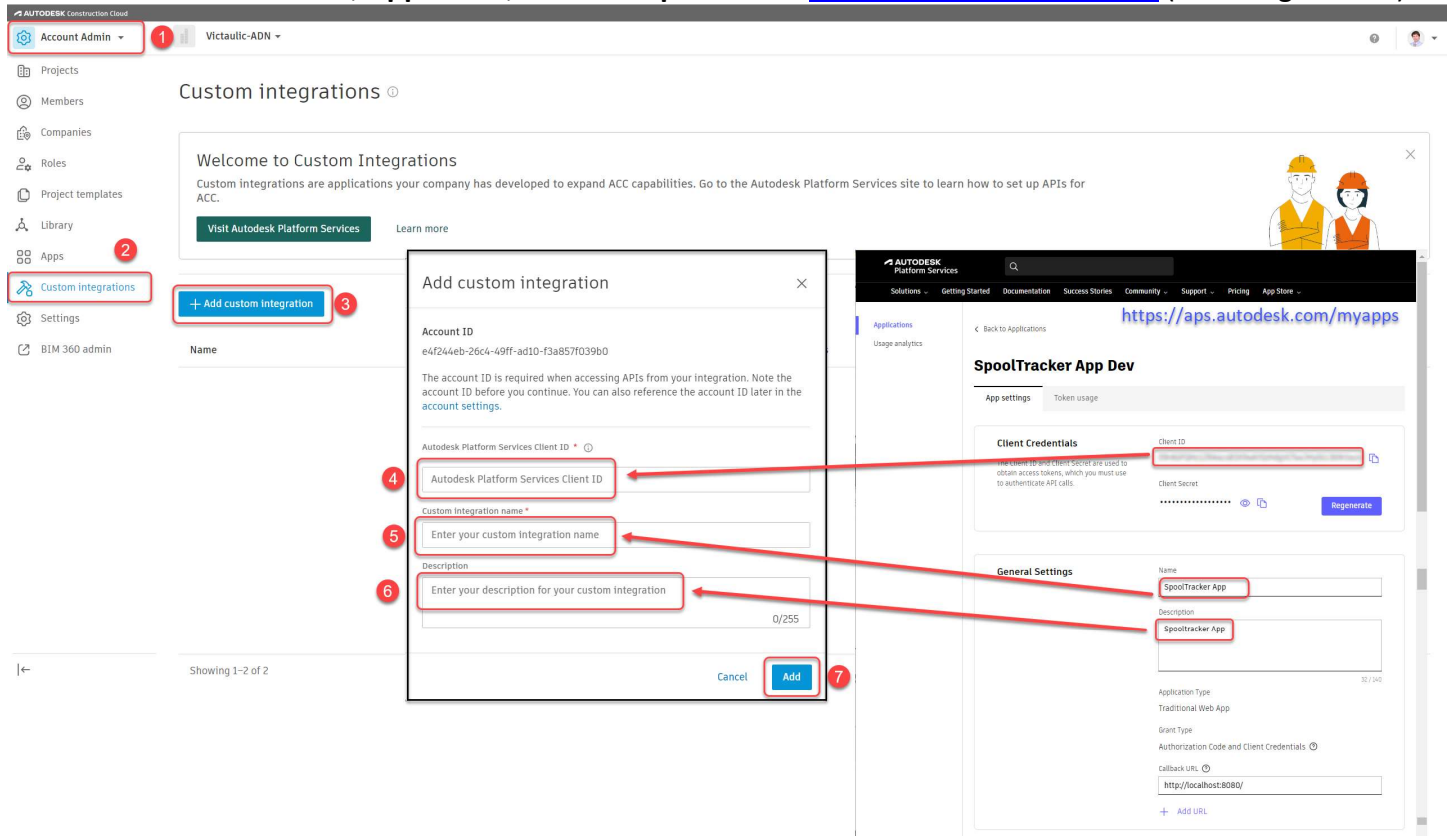 AUTODESK Construction Cloud
Account Admin
1
Victaulic-ADN
Projects
Members
Companies
Roles
Project templates
Library
Apps
2
Custom integrations
Settings
BIM 360 admin
Custom integrations
Welcome to Custom Integrations
Custom integrations are applications your company has developed to expand ACC capabilities. Go to the Autodesk Platform Services site to learn how to set up APIs for
ACC.
Visit Autodesk Platform Services
Learn more
+ Add custom integration
3
Name
Showing 1-2 of 2
Add custom integration
Account ID
e4f244eb-26c4-49ff-ad10-f3a857f039b0
The account ID is required when accessing APIs from your integration. Note the
account ID before you continue. You can also reference the account ID later in the
account settings.
Autodesk Platform Services Client ID *
4
Autodesk Platform Services Client ID
Custom integration name *
5
Enter your custom integration name
Description
6
Enter your description for your custom integration
0/255
Cancel
Add
7
AUTODESK
Platform Services
Solutions
Getting Started
Documentation
Success Stories
Community
Support
Pricing
App Store
https://aps.autodesk.com/myapps
Applications
Usage analytics
Back to Applications
SpoolTracker App Dev
App settings
Token usage
Client Credentials
The Client ID and Client Secret are used to
obtain access tokens, which you must use
to authenticate API calls.
Client ID
Client Secret
Regenerate
General Settings
Name
SpoolTracker App
Description
Spooltracker App
32 / 140
Application Type
Traditional Web App
Grant Type
Authorization Code and Client Credentials
Callback URL
http://localhost:8080/
+ Add URL